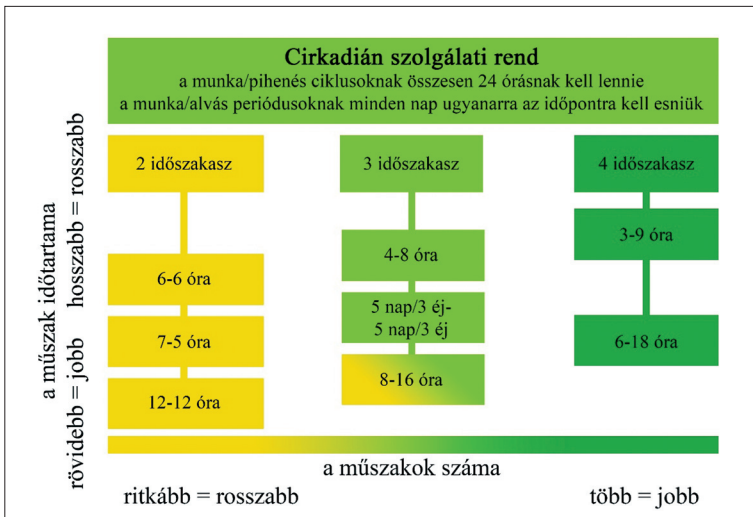 Cirkadián szolgálati rend
a munka/pihenés ciklusoknak összesen 24 órásnak kell lennie
a munka/alvás periódusoknak minden nap ugyanarra az időpontra kell esniük
a műszak időtartama
rövidebb = jobb hosszabb = rosszabb
2 időszakasz
6-6 óra
7-5 óra
12-12 óra
3 időszakasz
4-8 óra
5 nap/3 éj-
5 nap/3 éj
8-16 óra
4 időszakasz
3-9 óra
6-18 óra
a műszakok száma
ritkább = rosszabb
több = jobb